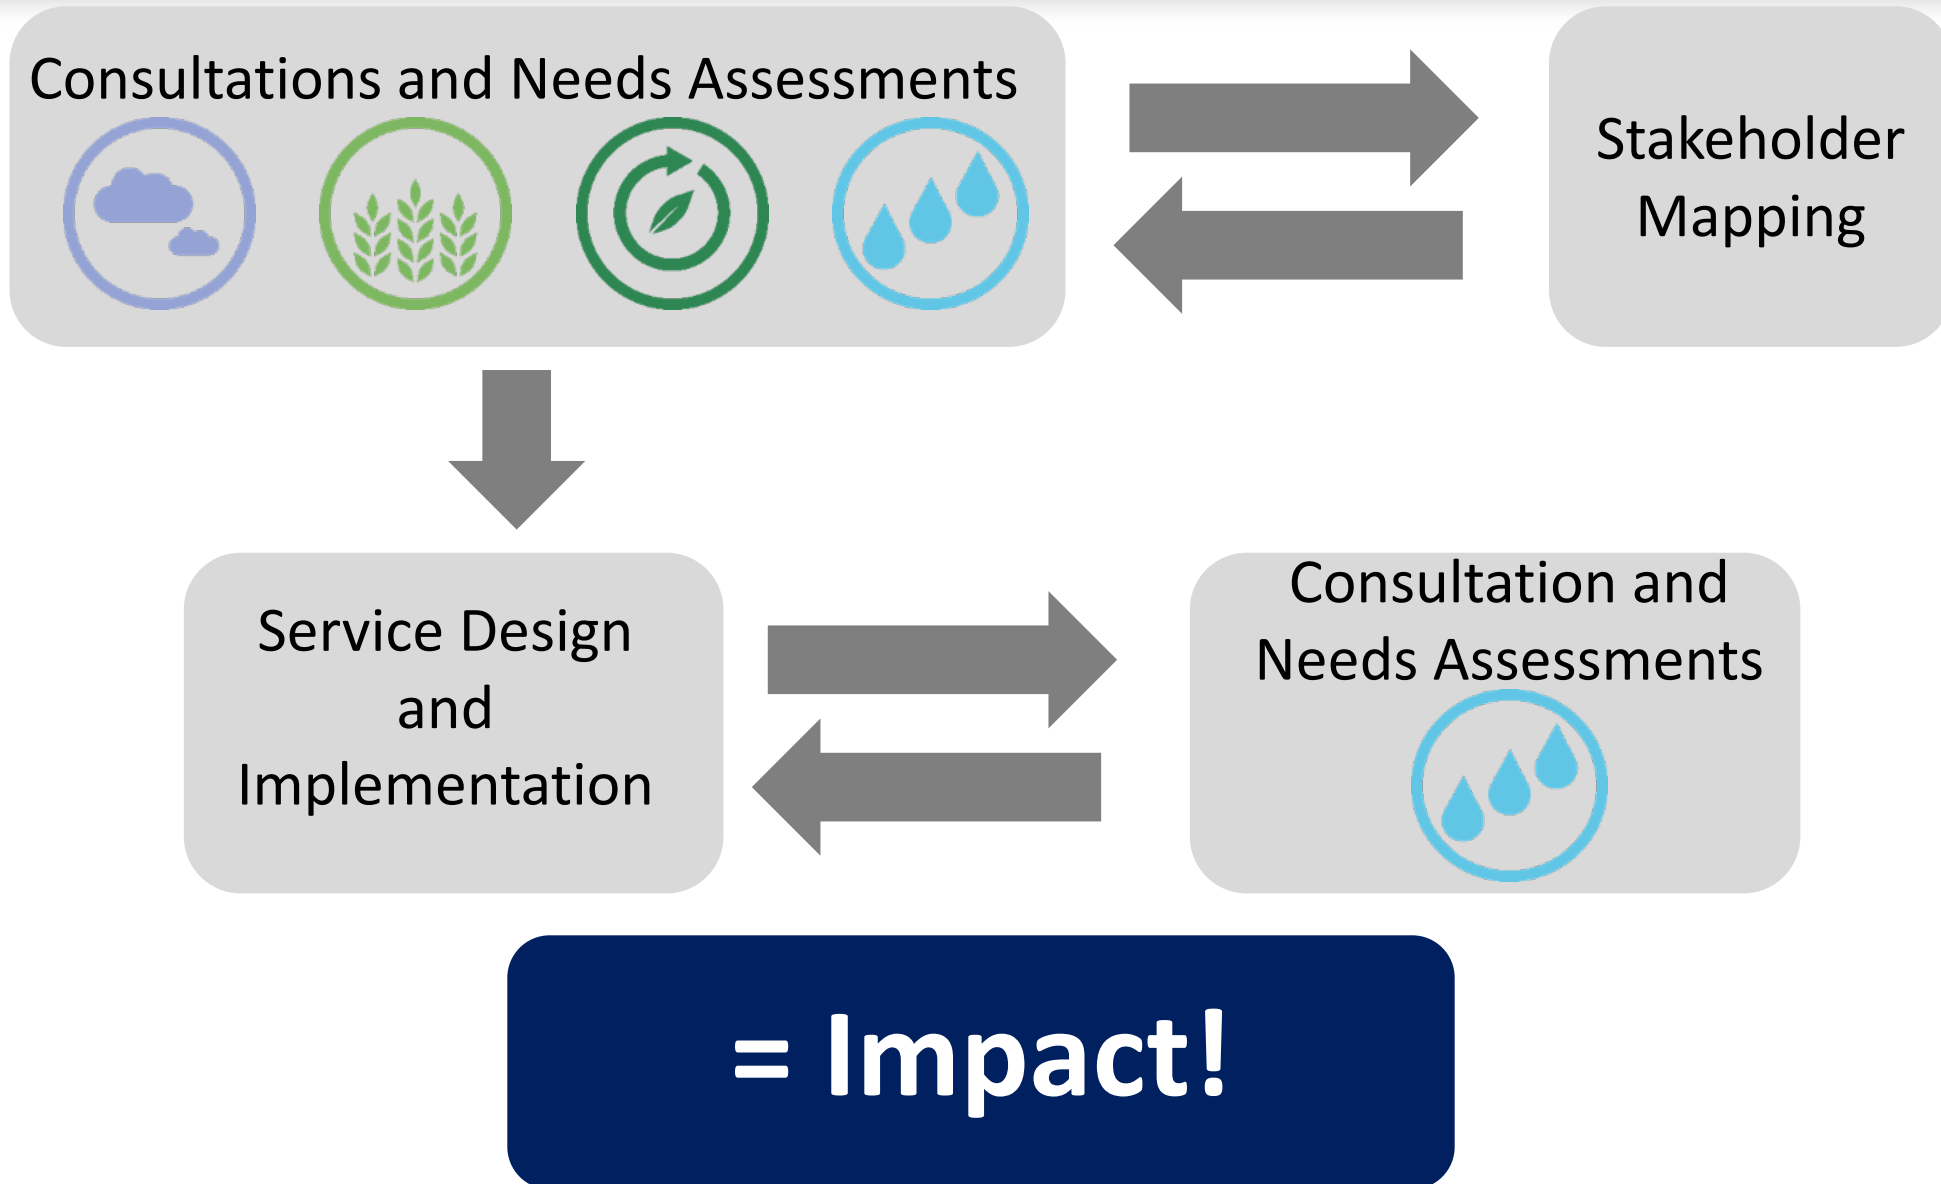 Consultations and Needs Assessments
Stakeholder
Mapping
Service Design
and
Implementation
Consultation and
Needs Assessments
= Impact!